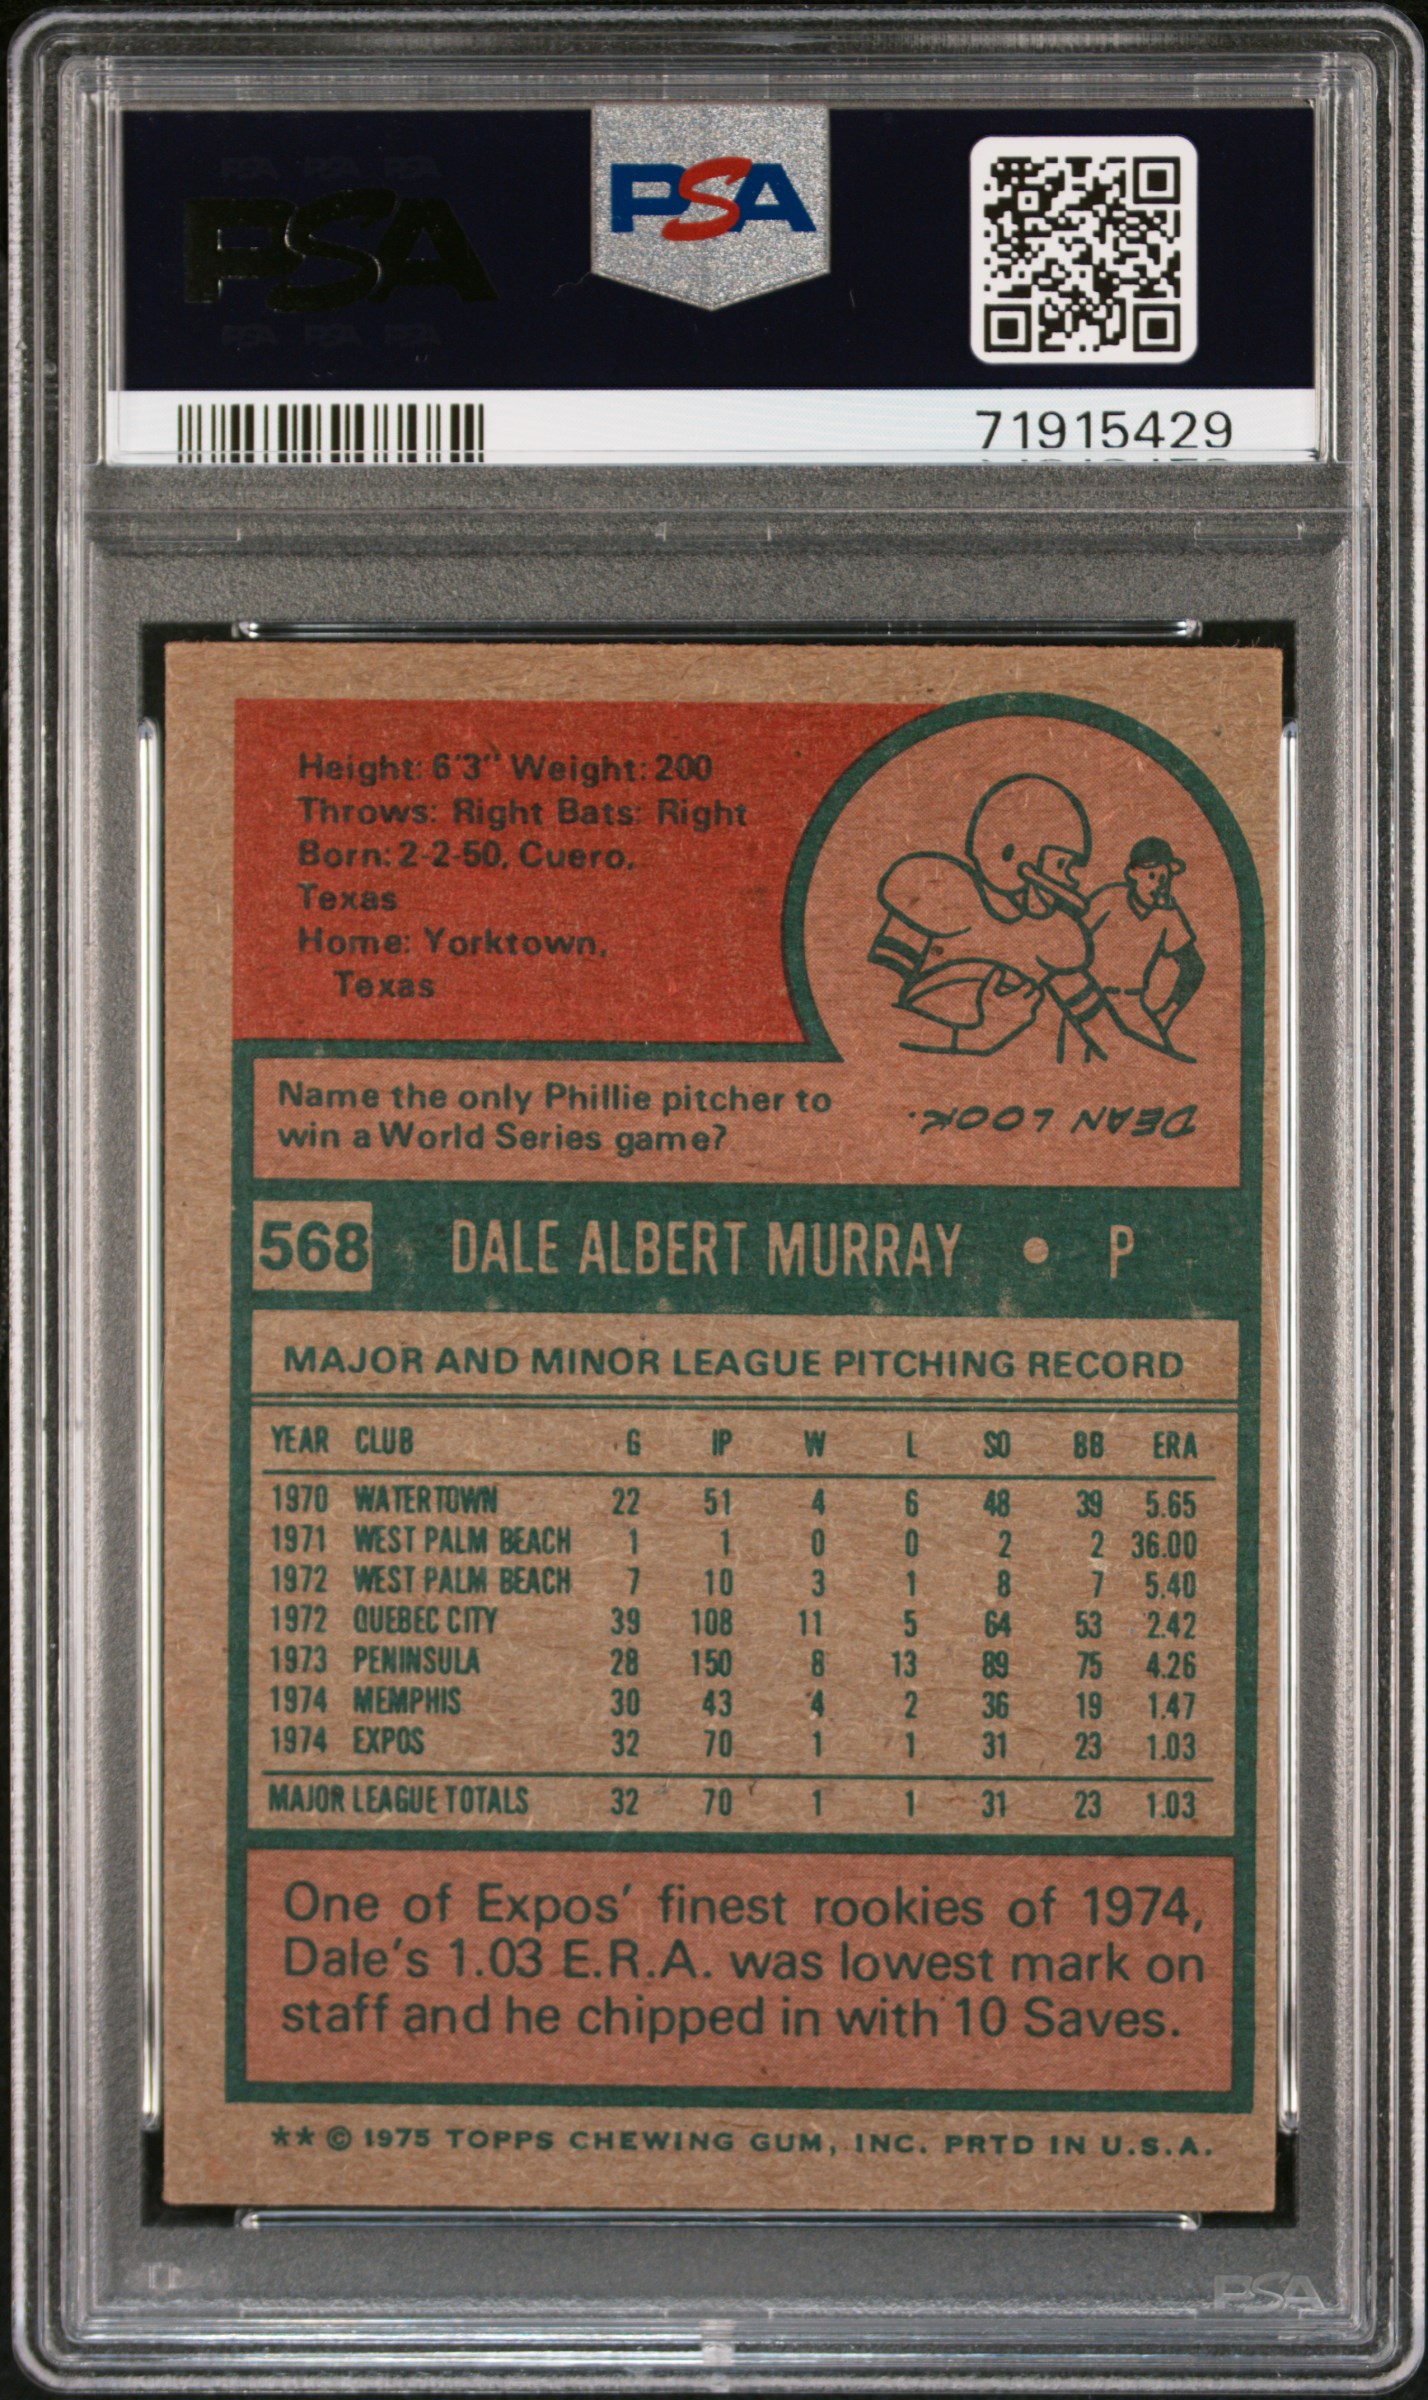 PSA PSA PSA
PSA
PSA PSA PSA
PSA
71915429
Height: 6'3" Weight: 200
Throws: Right Bats: Right
Born: 2-2-50, Cuero,
Texas
Home: Yorktown,
Texas
Name the only Phillie pitcher to
win a World Series game?
DEAN LOOK.
568 DALE ALBERT MURRAY • P
MAJOR AND MINOR LEAGUE PITCHING RECORD
YEAR CLUB G IP W L SO BB ERA
1970 WATERTOWN 22 51 4 6 48 39 5.65
1971 WEST PALM BEACH 1 1 0 0 2 2 36.00
1972 WEST PALM BEACH 7 10 3 1 8 7 5.40
1972 QUEBEC CITY 39 108 11 5 64 53 2.42
1973 PENINSULA 28 150 8 13 89 75 4.26
1974 MEMPHIS 30 43 4 2 36 19 1.47
1974 EXPOS 32 70 1 1 31 23 1.03
MAJOR LEAGUE TOTALS 32 70 1 1 31 23 1.03
One of Expos' finest rookies of 1974,
Dale's 1.03 E.R.A. was lowest mark on
staff and he chipped in with 10 Saves.
** © 1975 TOPPS CHEWING GUM, INC. PRTD IN U.S.A.
PSA